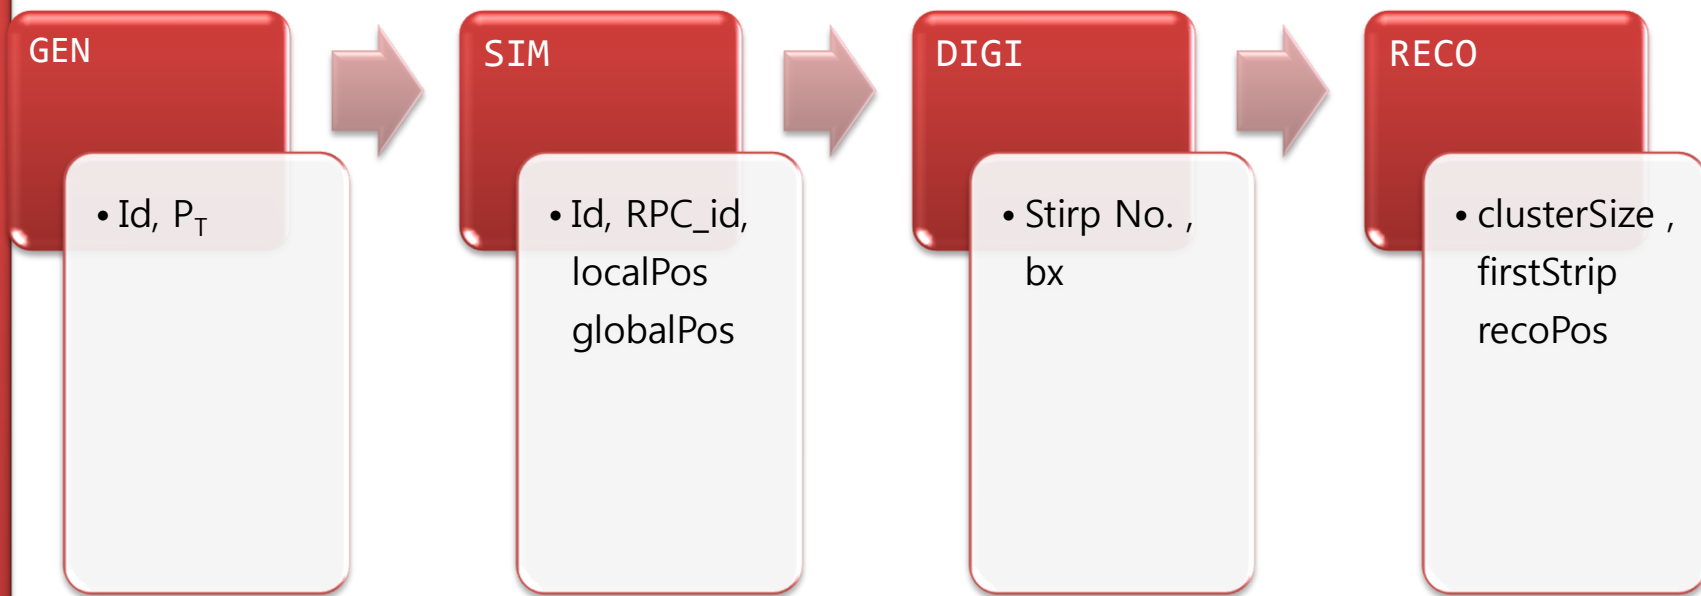 GEN
• Id, PT
SIM
• Id, RPC_id,
localPos
globalPos
DIGI
• Stirp No. ,
bx
RECO
• clusterSize ,
firstStrip
recoPos